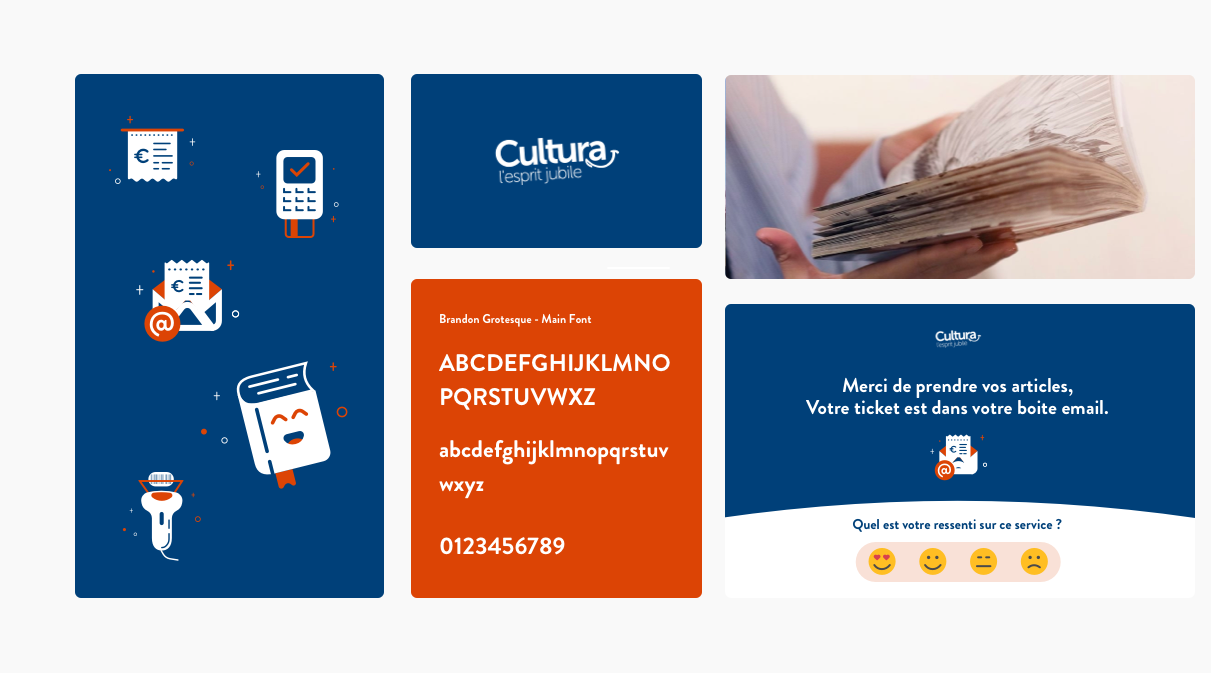 €
€
@
Cultura
l'esprit jubile
Brandon Grotesque - Main Font
ABCDEFGHIJKLMNO
PQRSTUVWXZ
abcdefghijklmnopqrstuv
wxyz
0123456789
Cultura
l'esprit jubile
Merci de prendre vos articles,
Votre ticket est dans votre boite email.
€
@
Quel est votre ressenti sur ce service ?